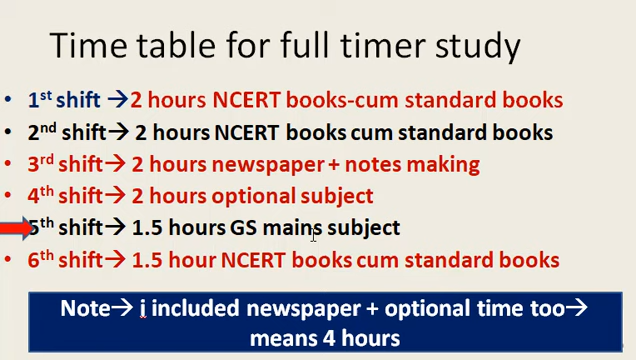 Time table for full timer study
• 1st shift → 2 hours NCERT books-cum standard books
• 2nd shift→ 2 hours NCERT books cum standard books
• 3rd shift→ 2 hours newspaper + notes making
• 4th shift→ 2 hours optional subject
5th shift→ 1.5 hours GS mains subject
• 6th shift→ 1.5 hour NCERT books cum standard books
Note→ i included newspaper + optional time too→
means 4 hours